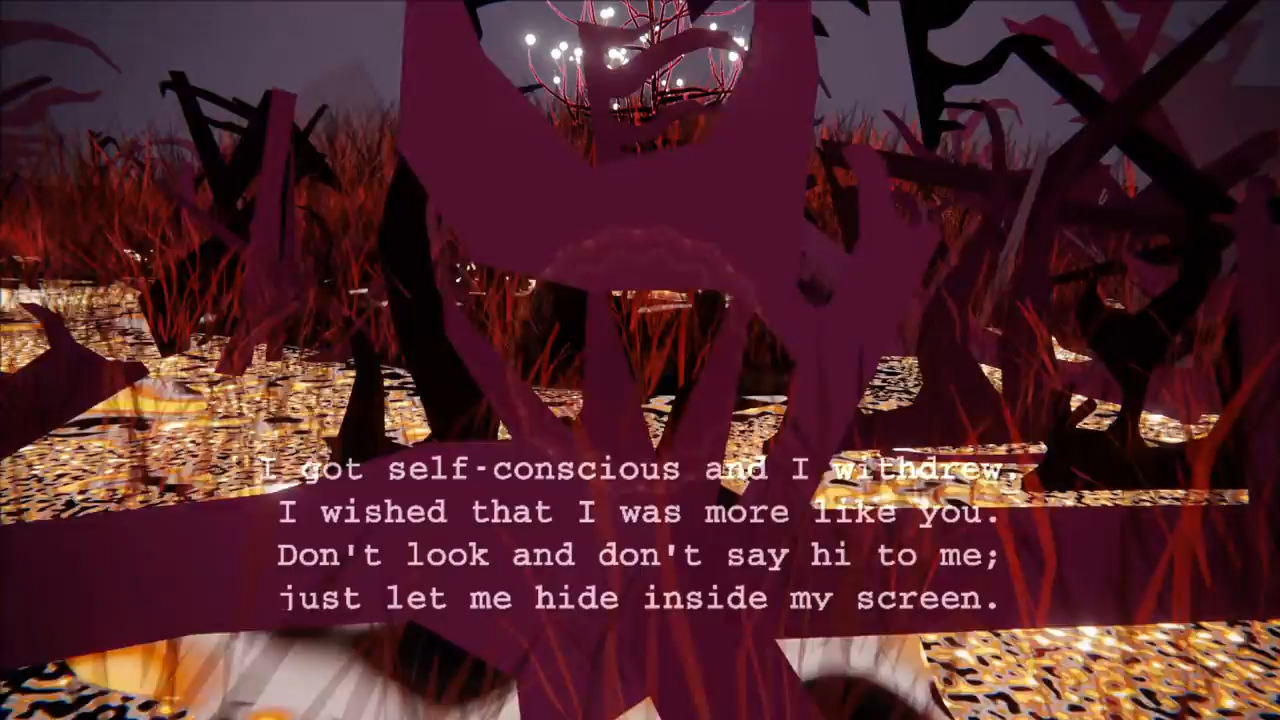 I got self-conscious and I withdrew.
I wished that I was more like you.
Don't look and don't say hi to me;
just let me hide inside my screen.